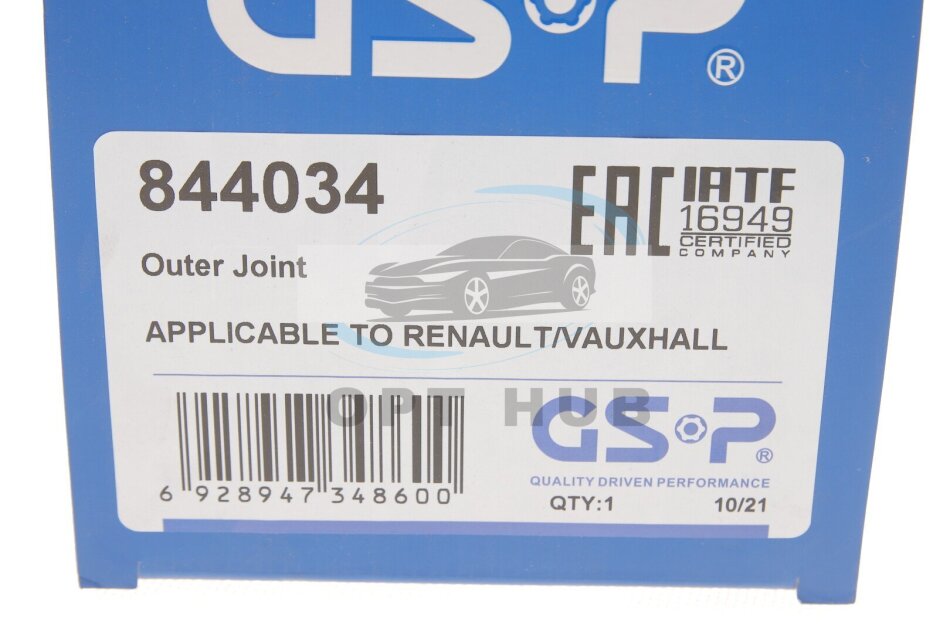 GSP®
844034
EAC
IATF
16949
CERTIFIED
COMPANY
Outer Joint
APPLICABLE TO RENAULT/VAUXHALL
OPT HUB
6 928947 348600
GSP®
QUALITY DRIVEN PERFORMANCE
QTY:1 10/21